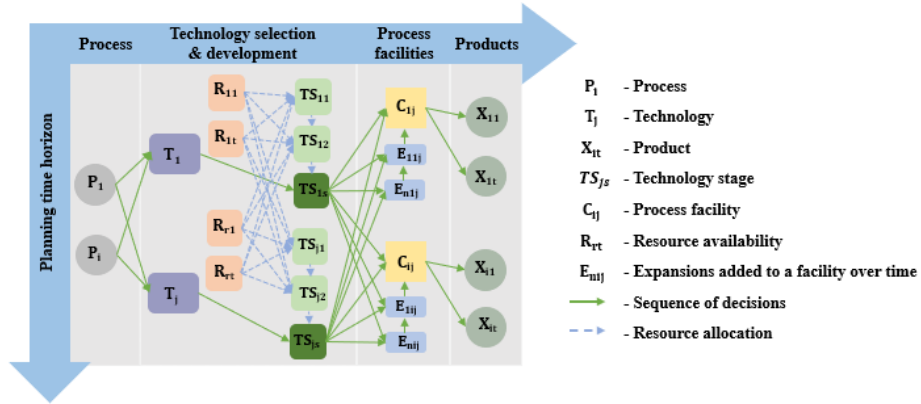 Process
Technology selection
& development
Process
facilities
Products
Planning time horizon
P₁
Pᵢ
T₁
Tⱼ
R₁₁
R₁ₜ
Rᵣ₁
Rᵣₜ
TS₁₁
TS₁₂
TS₁ₛ
TSⱼ₁
TSⱼ₂
TSⱼₛ
C₁ⱼ
E₁₁ⱼ
Eₙ₁ⱼ
Cᵢⱼ
E₁ᵢⱼ
Eₙᵢⱼ
X₁₁
X₁ₜ
Xᵢ₁
Xᵢₜ
P₁ - Process
Tⱼ - Technology
X₁ₜ - Product
TSⱼₛ - Technology stage
Cᵢⱼ - Process facility
Rᵣₜ - Resource availability
Eₙᵢⱼ - Expansions added to a facility over time
- Sequence of decisions
- Resource allocation